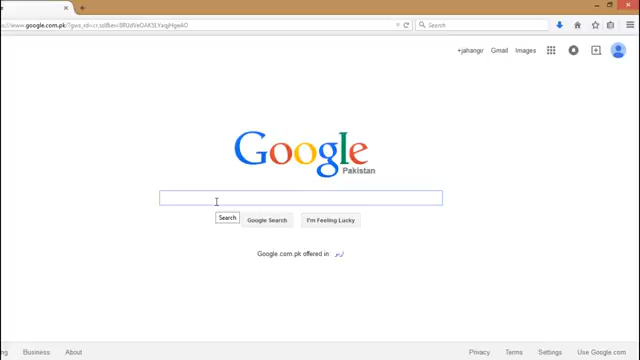 www.google.com.pk/?gws_rd=cr,ssl&ei=
Search
+jahangr Gmail Images
Google
Pakistan
Search
Google Search I'm Feeling Lucky
Google.com.pk offered in اردو
Business About Privacy Terms Settings Use Google.com